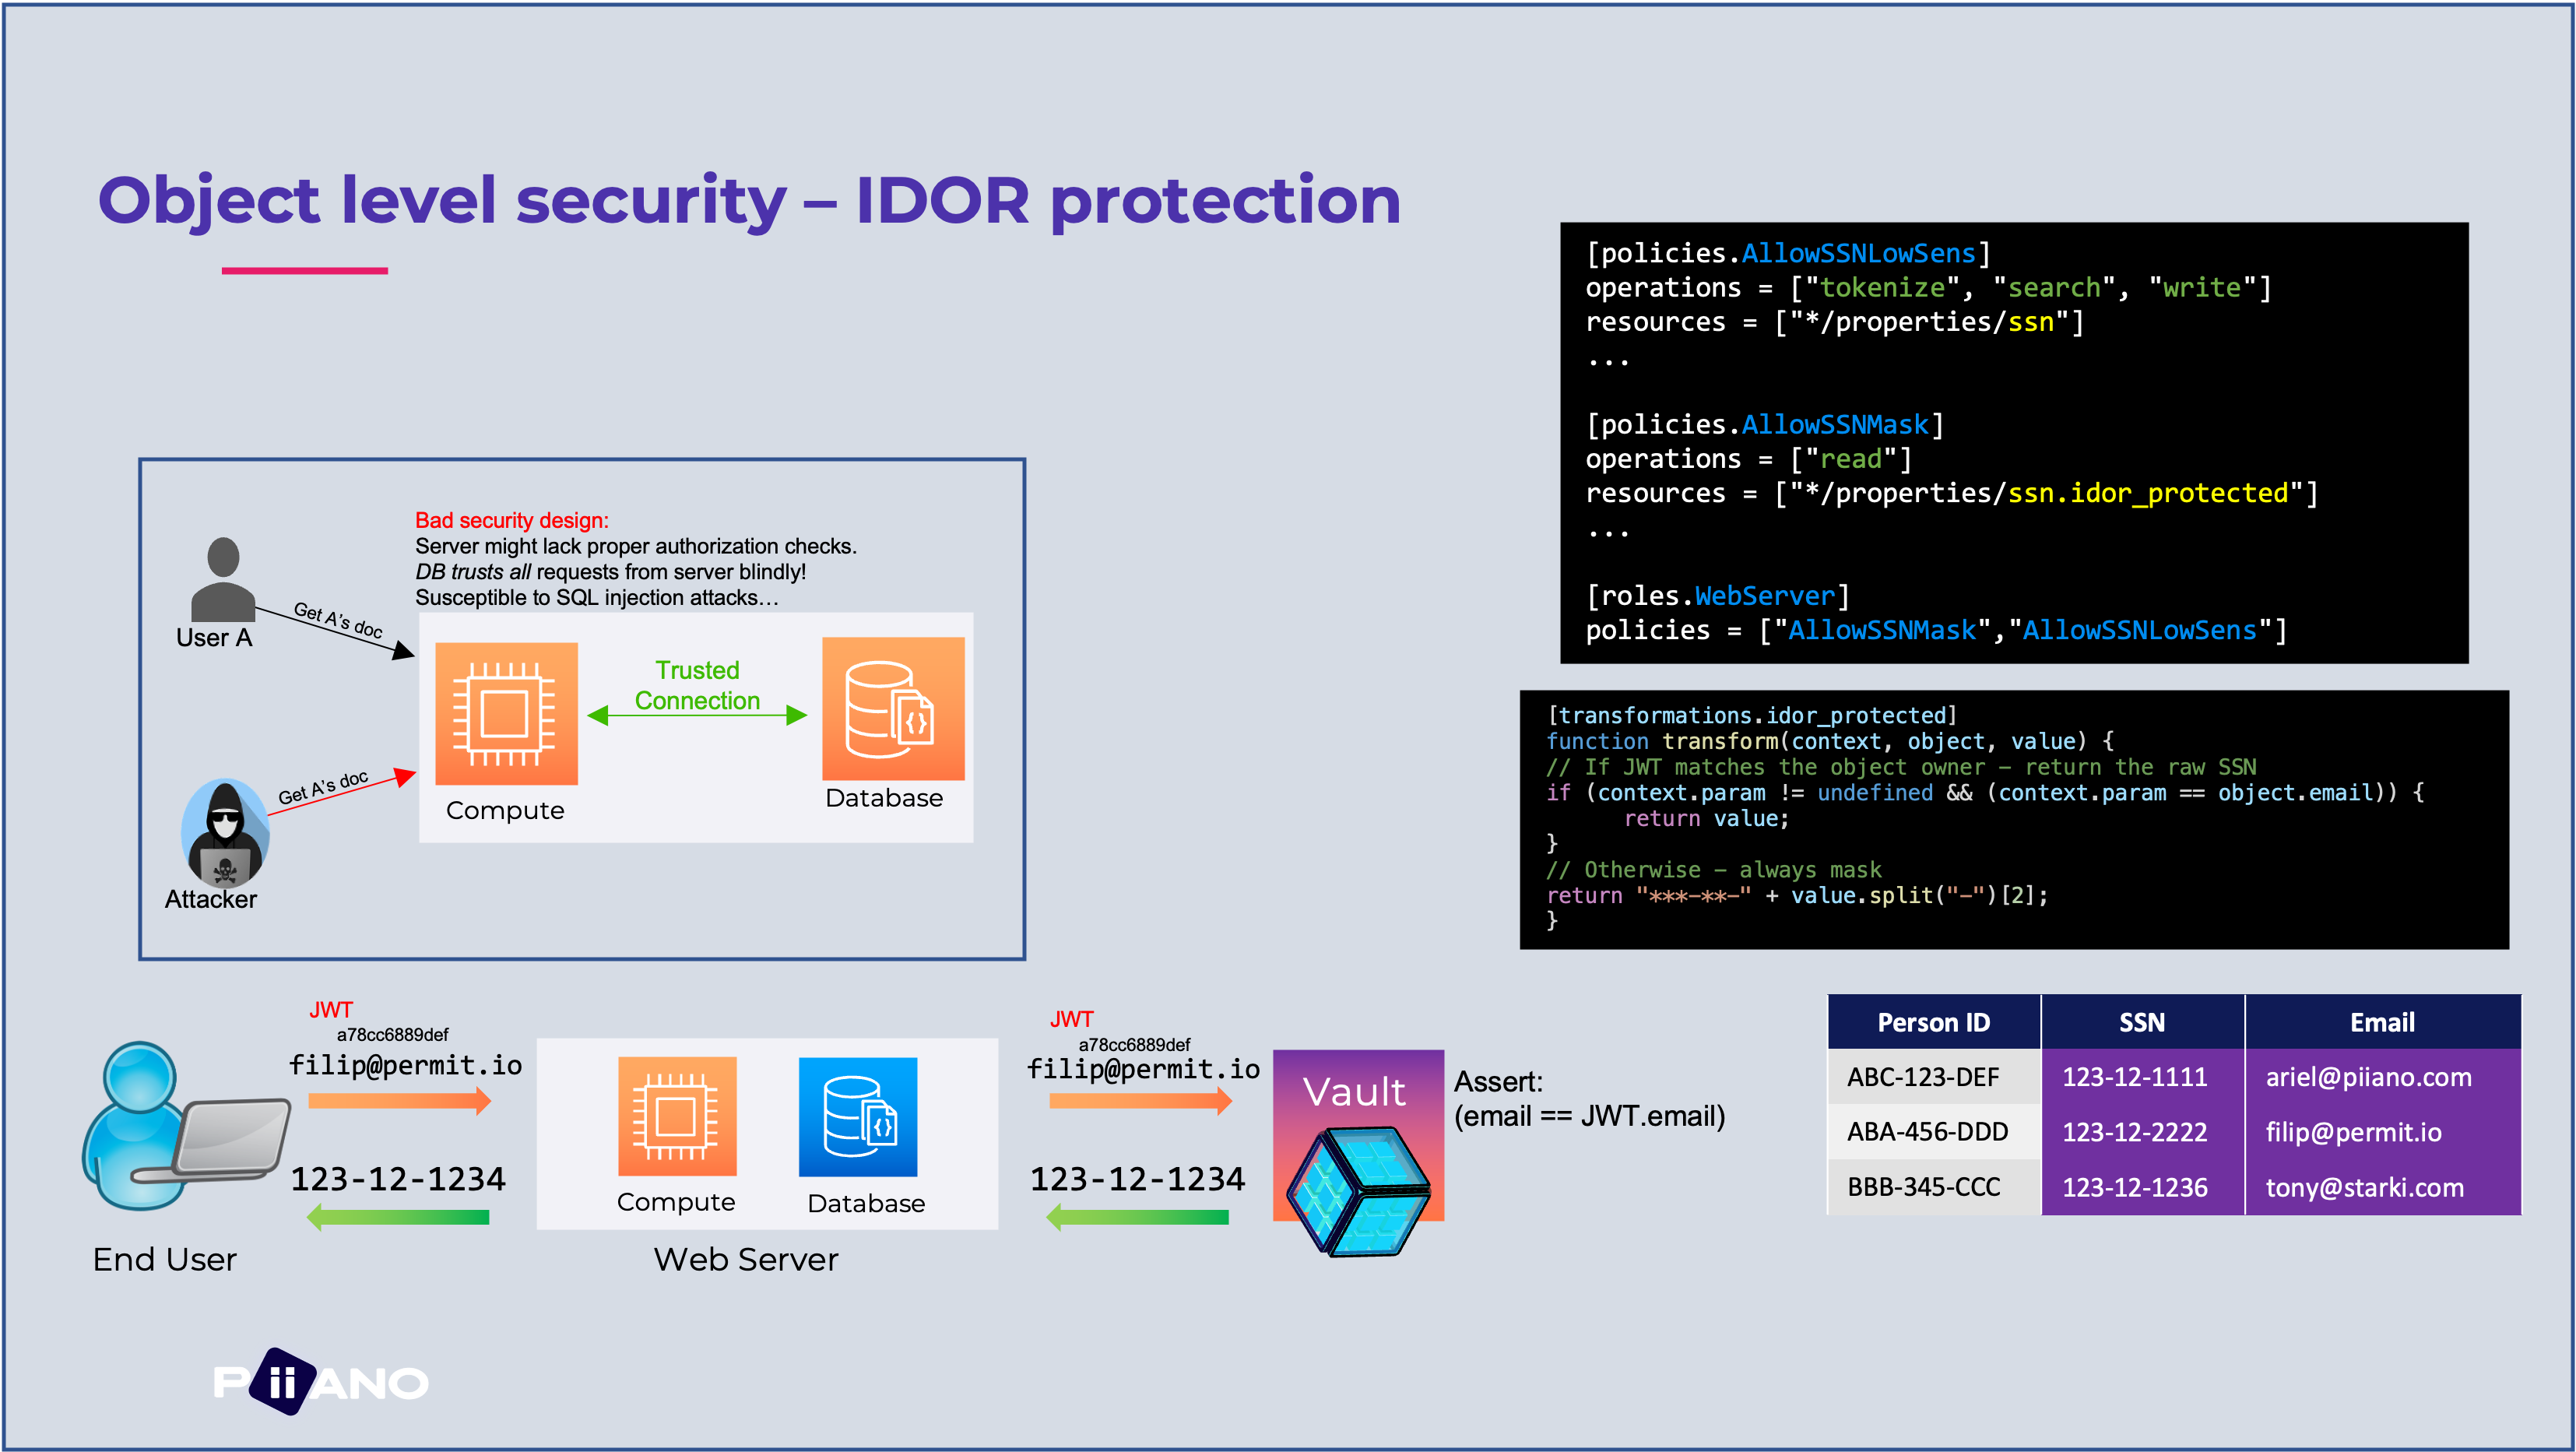 Object level security – IDOR protection
[policies.AllowSSNLowSens]
operations = ["tokenize", "search", "write"]
resources = ["*/properties/ssn"]
...
[policies.AllowSSNMask]
operations = ["read"]
resources = ["*/properties/ssn.idor_protected"]
...
[roles.WebServer]
policies = ["AllowSSNMask","AllowSSNLowSens"]
Bad security design:
Server might lack proper authorization checks.
DB trusts all requests from server blindly!
Susceptible to SQL injection attacks…
User A
Get A's doc
Attacker
Get A's doc
Compute
Trusted
Connection
Database
[transformations.idor_protected]
function transform(context, object, value) {
// If JWT matches the object owner – return the raw SSN
if (context.param != undefined && (context.param == object.email)) {
return value;
}
// Otherwise – always mask
return "***-**-" + value.split("-")[2];
}
JWT
a78cc6889def
filip@permit.io
123-12-1234
End User
Compute
Database
Web Server
JWT
a78cc6889def
filip@permit.io
123-12-1234
Vault
Assert:
(email == JWT.email)
Person ID SSN Email
ABC-123-DEF 123-12-1111 ariel@piiano.com
ABA-456-DDD 123-12-2222 filip@permit.io
BBB-345-CCC 123-12-1236 tony@starki.com
PiiANO